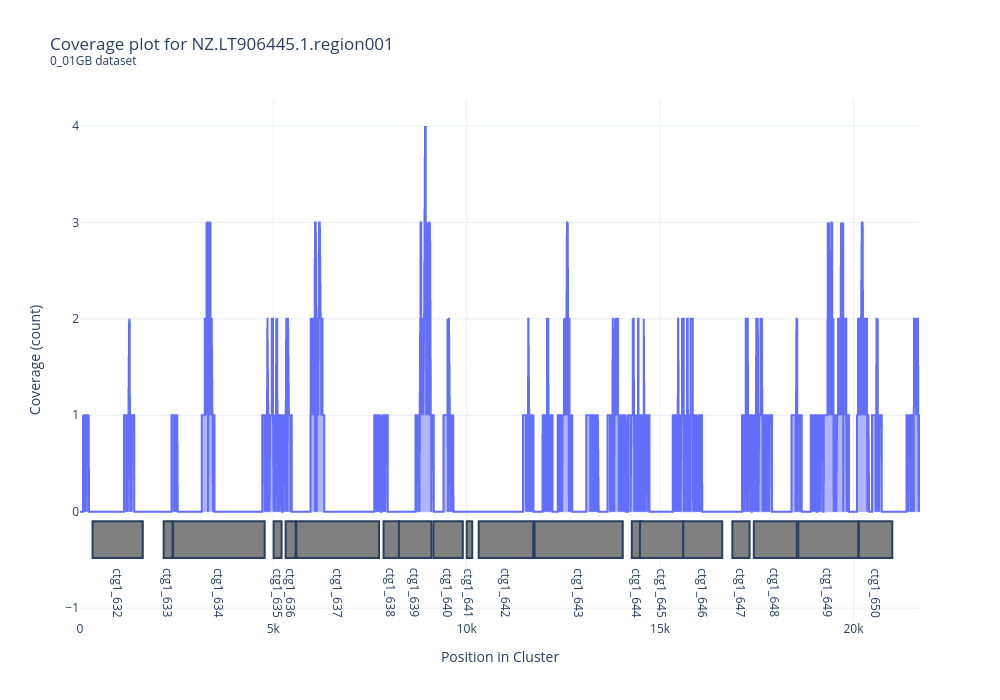 Coverage plot for NZ.LT906445.1.region001
0_01GB dataset
Coverage (count)
4
3
2
1
0
−1
ctg1_632
ctg1_633
ctg1_634
ctg1_635
ctg1_636
ctg1_637
ctg1_638
ctg1_639
ctg1_640
ctg1_641
ctg1_642
ctg1_643
ctg1_644
ctg1_645
ctg1_646
ctg1_647
ctg1_648
ctg1_649
ctg1_650
0
5k
10k
15k
20k
Position in Cluster